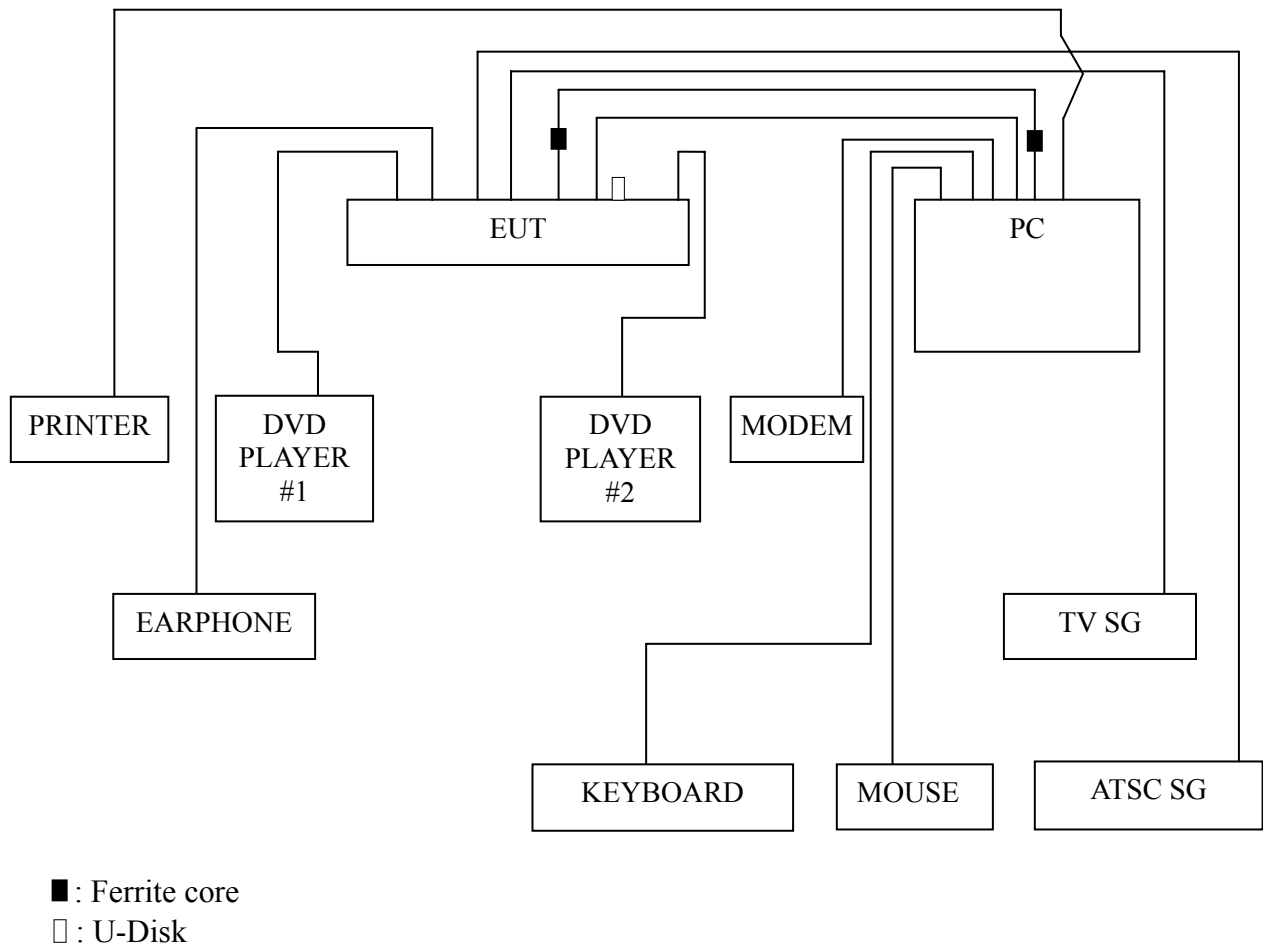 EUT
PC
PRINTER
DVD
PLAYER
#1
DVD
PLAYER
#2
MODEM
EARPHONE
TV SG
KEYBOARD
MOUSE
ATSC SG
: Ferrite core
: U-Disk